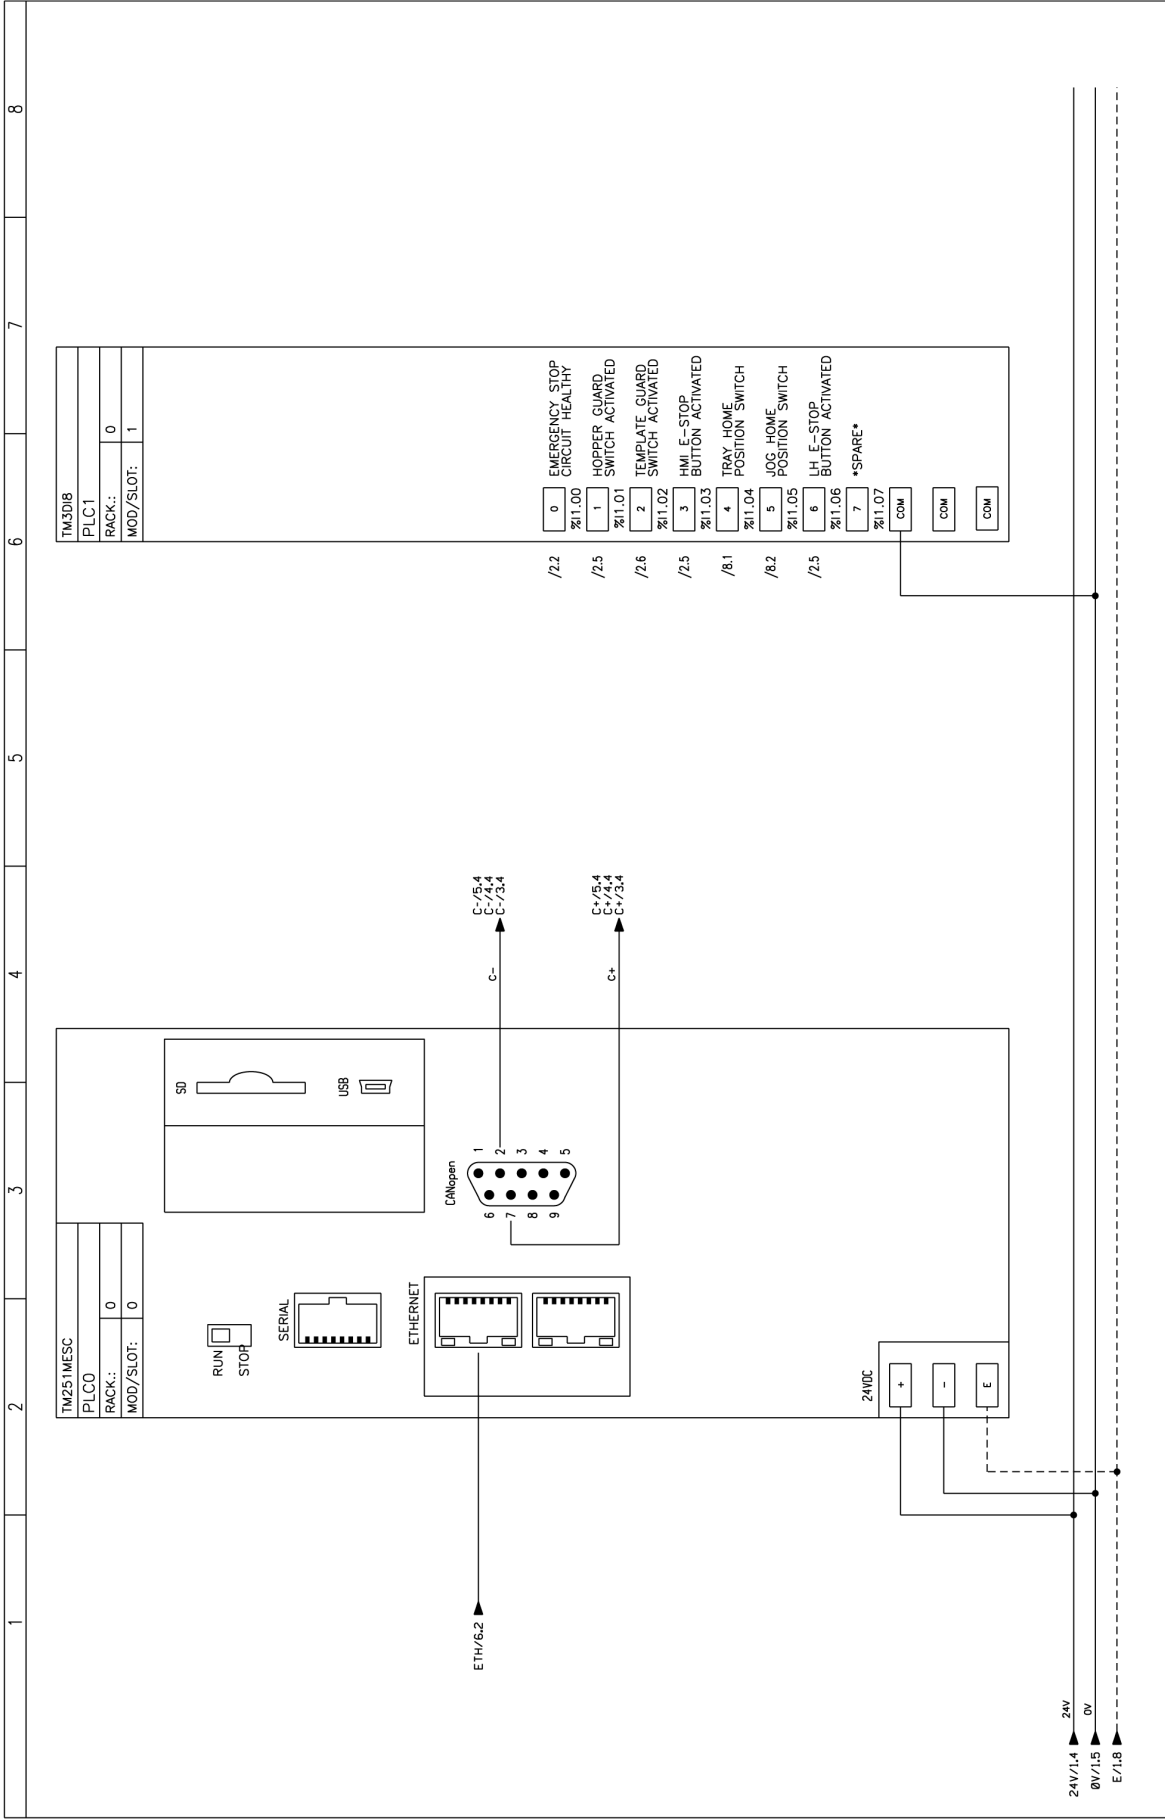 1
2
3
4
5
6
7
8
TM251MESC
PLC0
RACK.: 0
MOD/SLOT: 0
RUN
STOP
SERIAL
ETHERNET
ETH/6.2
SD
USB
CANopen
1
2
3
4
5
6
7
8
9
C-
C-/5.4
C-/4.4
C-/3.4
C+
C+/5.4
C+/4.4
C+/3.4
24VDC
+
-
E
TM3DI8
PLC1
RACK.: 0
MOD/SLOT: 1
/2.2
0
%I1.00
EMERGENCY STOP
CIRCUIT HEALTHY
/2.5
1
%I1.01
HOPPER GUARD
SWITCH ACTIVATED
/2.6
2
%I1.02
TEMPLATE GUARD
SWITCH ACTIVATED
/2.5
3
%I1.03
HMI E-STOP
BUTTON ACTIVATED
/8.1
4
%I1.04
TRAY HOME
POSITION SWITCH
/8.2
5
%I1.05
JOG HOME
POSITION SWITCH
/2.5
6
%I1.06
LH E-STOP
BUTTON ACTIVATED
7
%I1.07
*SPARE*
COM
COM
COM
24V/1.4
24V
0V/1.5
0V
E/1.8